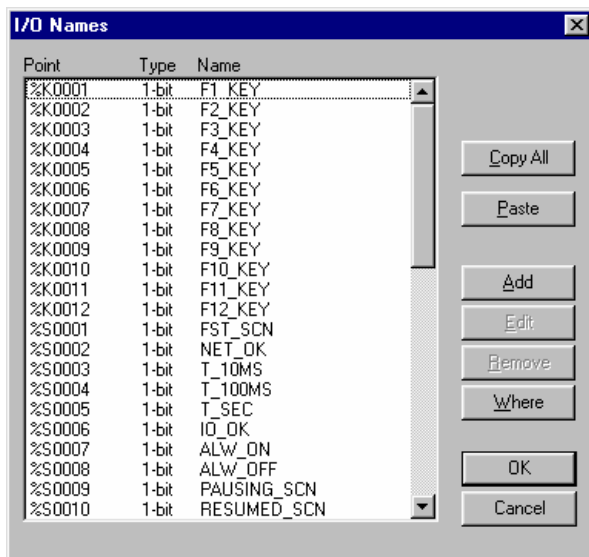 I/O Names
Point Type Name
%K0001 1-bit F1_KEY
%K0002 1-bit F2_KEY
%K0003 1-bit F3_KEY
%K0004 1-bit F4_KEY
%K0005 1-bit F5_KEY
%K0006 1-bit F6_KEY
%K0007 1-bit F7_KEY
%K0008 1-bit F8_KEY
%K0009 1-bit F9_KEY
%K0010 1-bit F10_KEY
%K0011 1-bit F11_KEY
%K0012 1-bit F12_KEY
%S0001 1-bit FST_SCN
%S0002 1-bit NET_OK
%S0003 1-bit T_10MS
%S0004 1-bit T_100MS
%S0005 1-bit T_SEC
%S0006 1-bit IO_OK
%S0007 1-bit ALW_ON
%S0008 1-bit ALW_OFF
%S0009 1-bit PAUSING_SCN
%S0010 1-bit RESUMED_SCN
Copy All
Paste
Add
Edit
Remove
Where
OK
Cancel